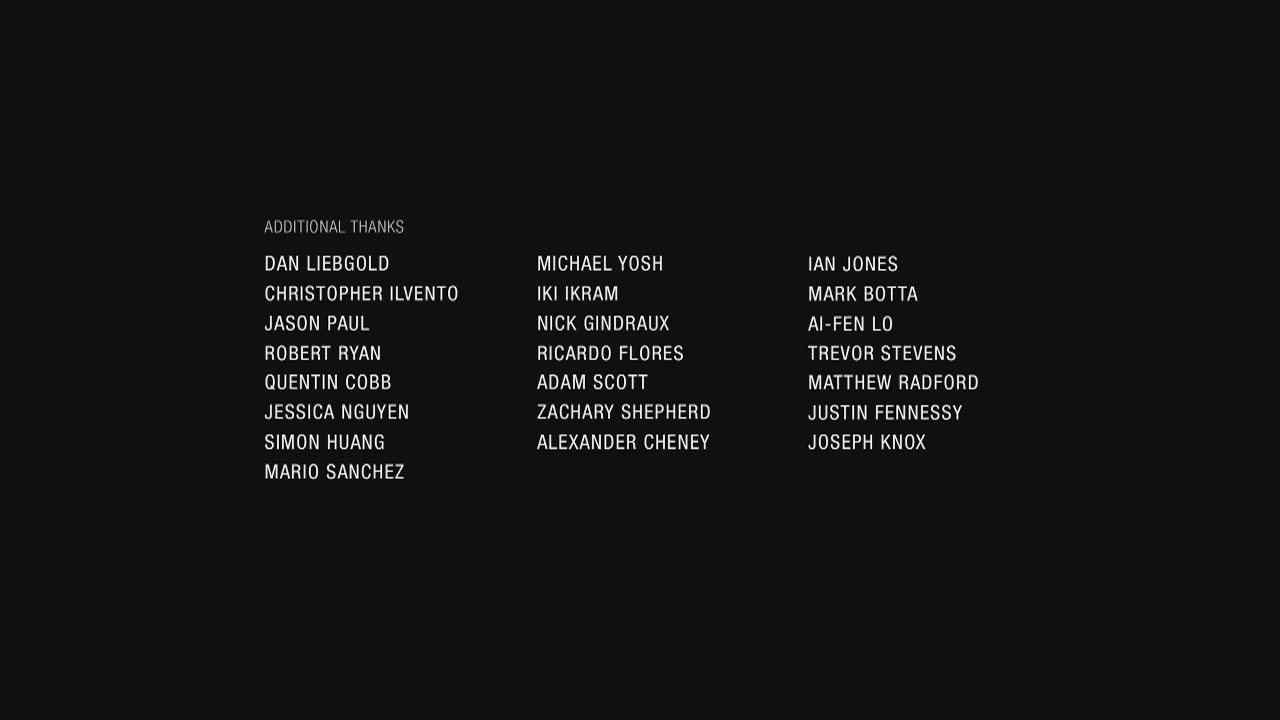 ADDITIONAL THANKS
DAN LIEBGOLD
CHRISTOPHER ILVENTO
JASON PAUL
ROBERT RYAN
QUENTIN COBB
JESSICA NGUYEN
SIMON HUANG
MARIO SANCHEZ
MICHAEL YOSH
IKI IKRAM
NICK GINDRAUX
RICARDO FLORES
ADAM SCOTT
ZACHARY SHEPHERD
ALEXANDER CHENEY
IAN JONES
MARK BOTTA
AI-FEN LO
TREVOR STEVENS
MATTHEW RADFORD
JUSTIN FENNESSY
JOSEPH KNOX